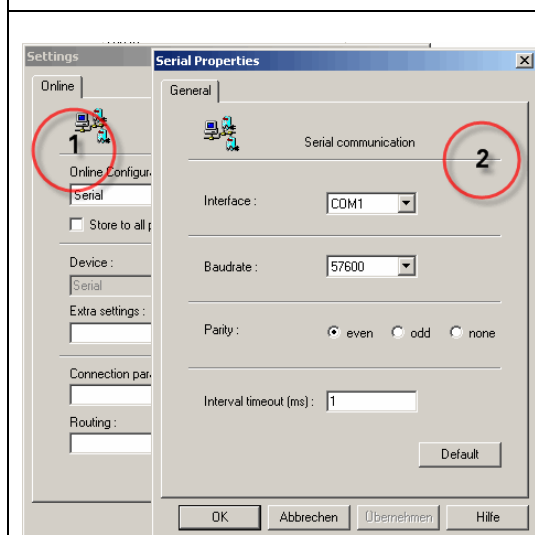 Settings
Online
1
Online Configur
Serial
Store to all p
Device :
Serial
Extra settings :
Connection par
Routing :
Serial Properties
General
Serial communication
2
Interface :
COM1
Baudrate :
57600
Parity :
even odd none
Interval timeout (ms) :
1
Default
OK Abbrechen Übernehmen Hilfe